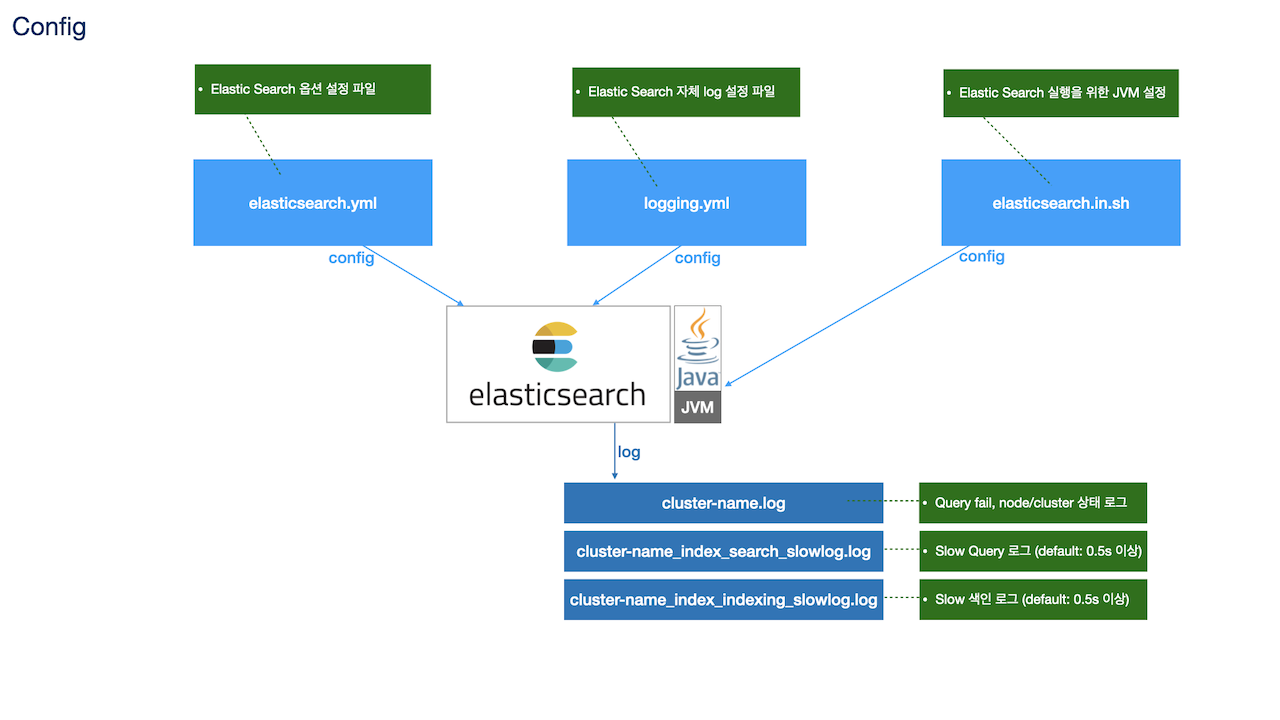 Config
• Elastic Search 옵션 설정 파일
• Elastic Search 자체 log 설정 파일
• Elastic Search 실행을 위한 JVM 설정
elasticsearch.yml
logging.yml
elasticsearch.in.sh
config
config
config
elasticsearch
Java
JVM
log
cluster-name.log
• Query fail, node/cluster 상태 로그
cluster-name_index_search_slowlog.log
• Slow Query 로그 (default: 0.5s 이상)
cluster-name_index_indexing_slowlog.log
• Slow 색인 로그 (default: 0.5s 이상)